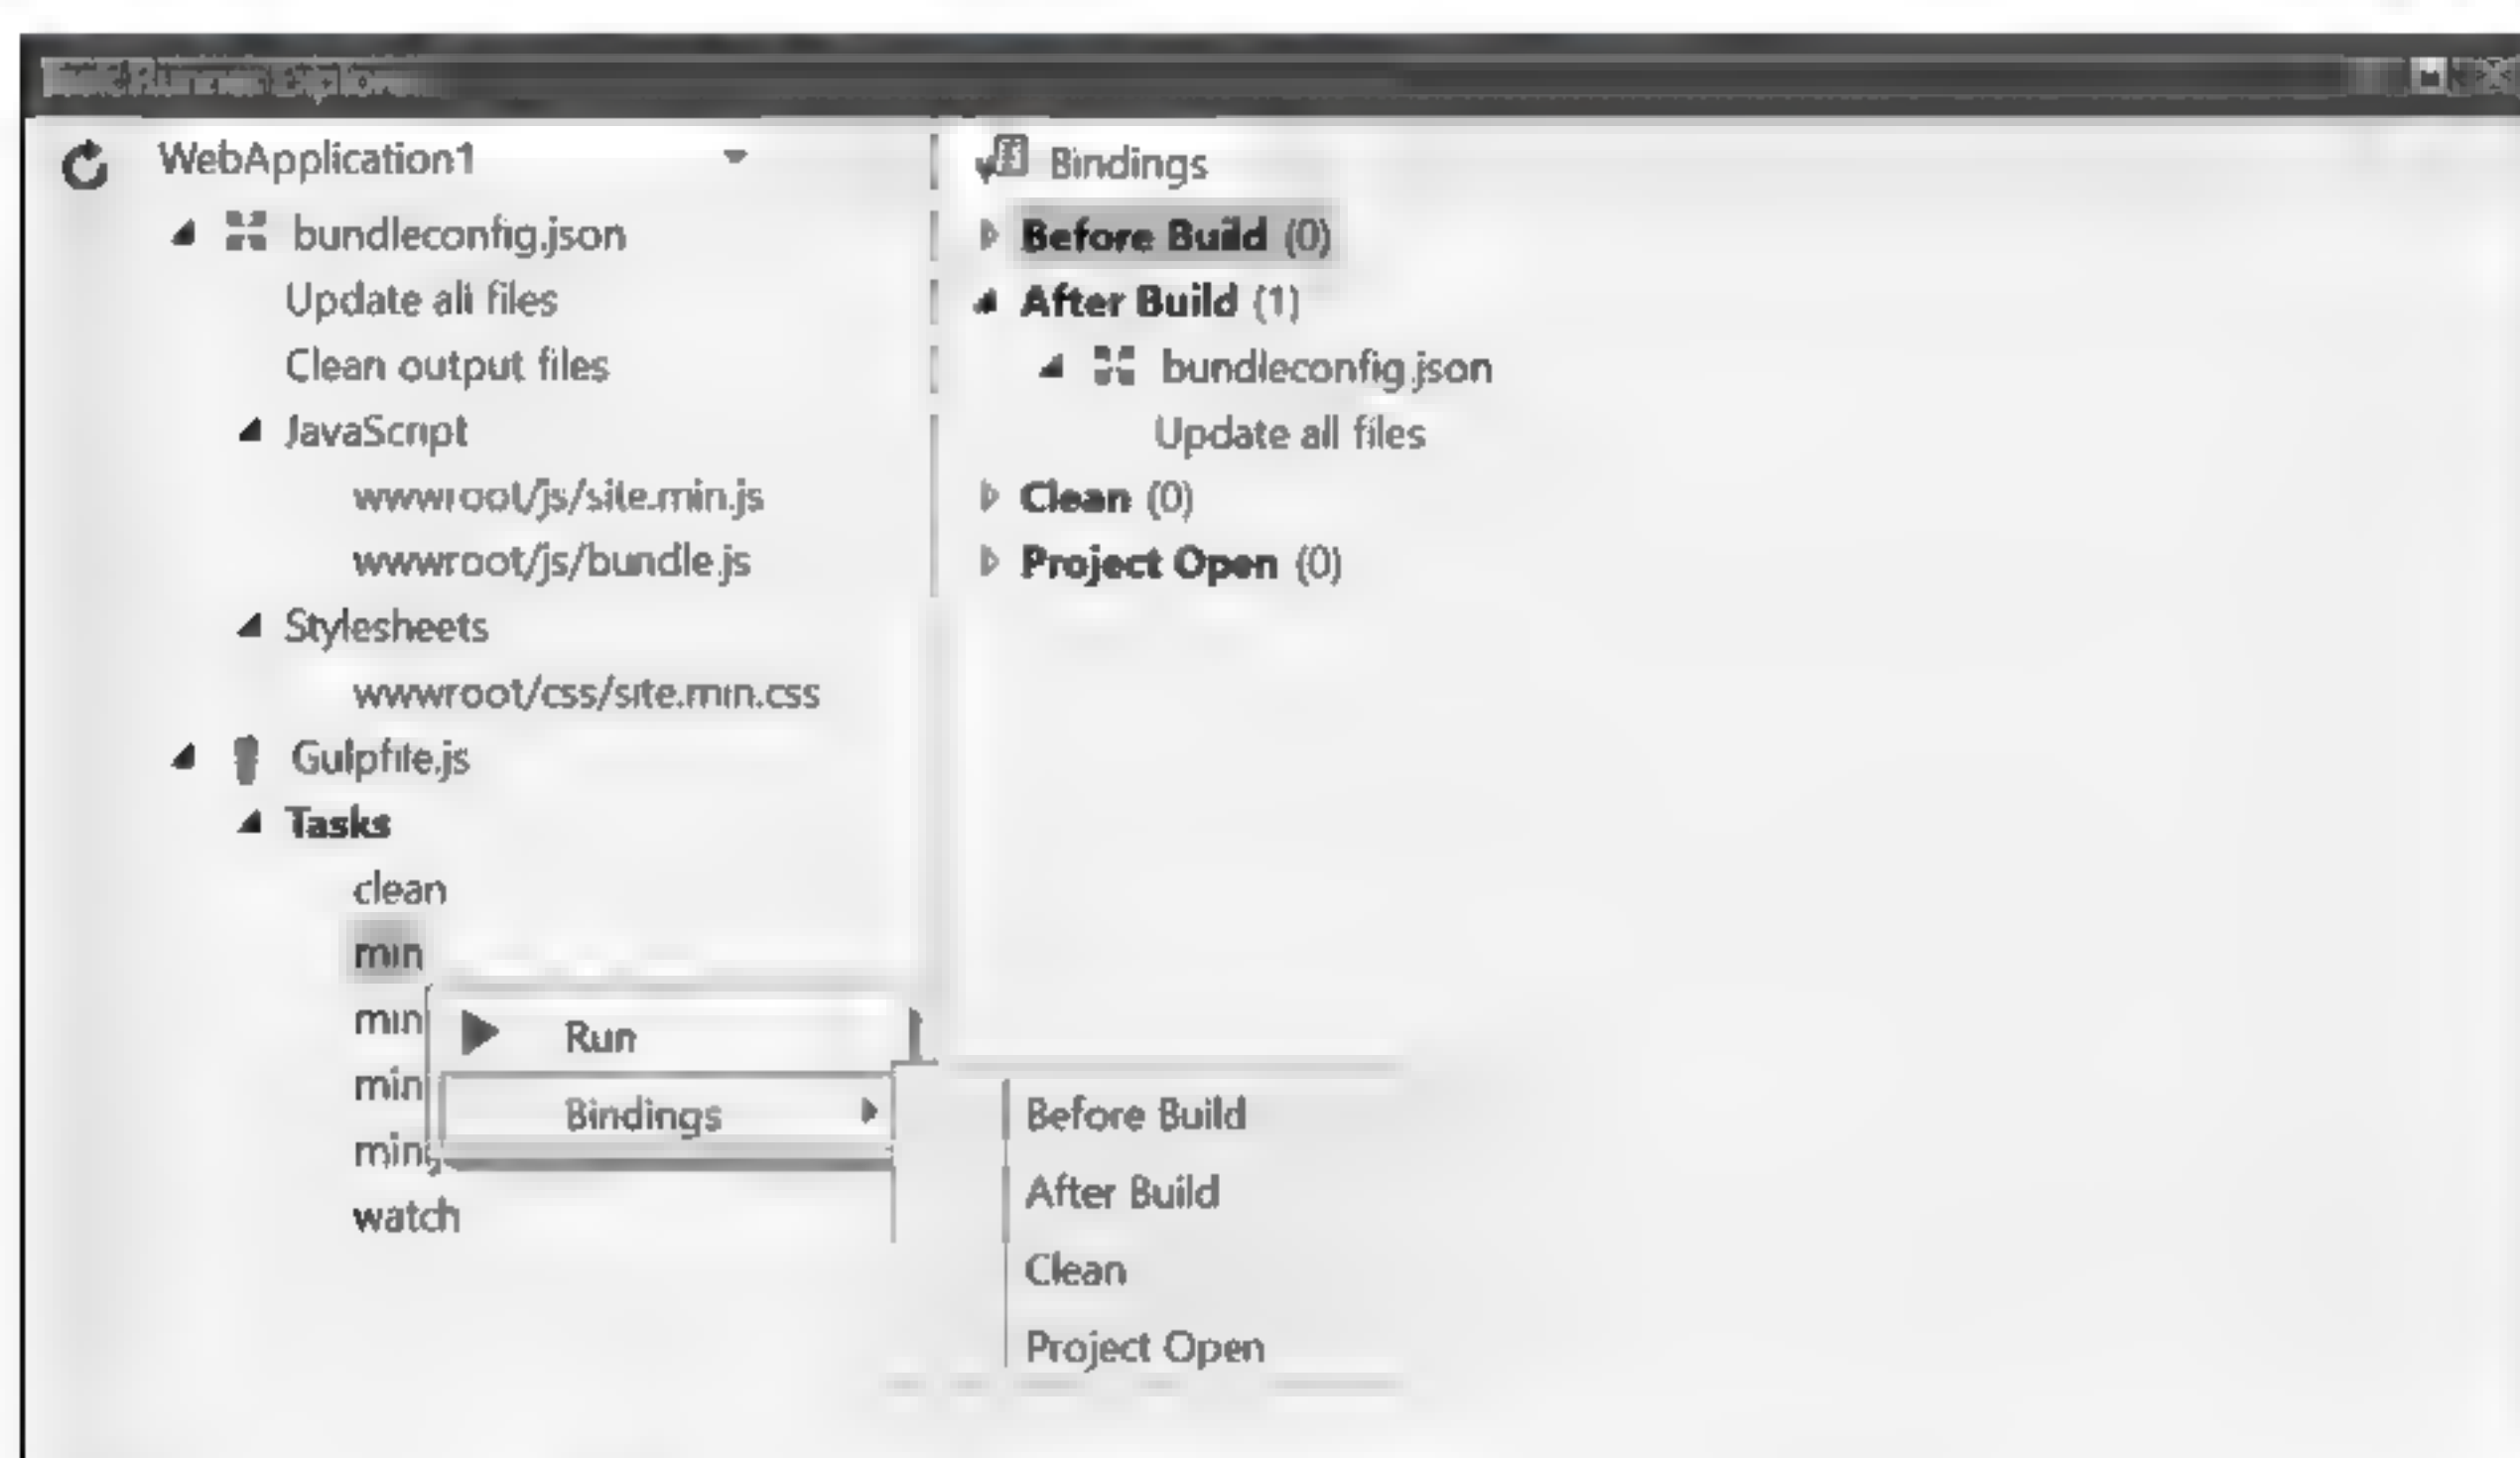 WebApplication1
bundleconfig.json
Update all files
Clean output files
JavaScript
wwwroot/js/site.min.js
wwwroot/js/bundle.js
Stylesheets
wwwroot/css/site.min.css
Gulpfile.js
Tasks
clean
min
min
min
min
watch
Run
Bindings
Before Build
After Build
Clean
Project Open
Bindings
Before Build (0)
After Build (1)
bundleconfig.json
Update all files
Clean (0)
Project Open (0)